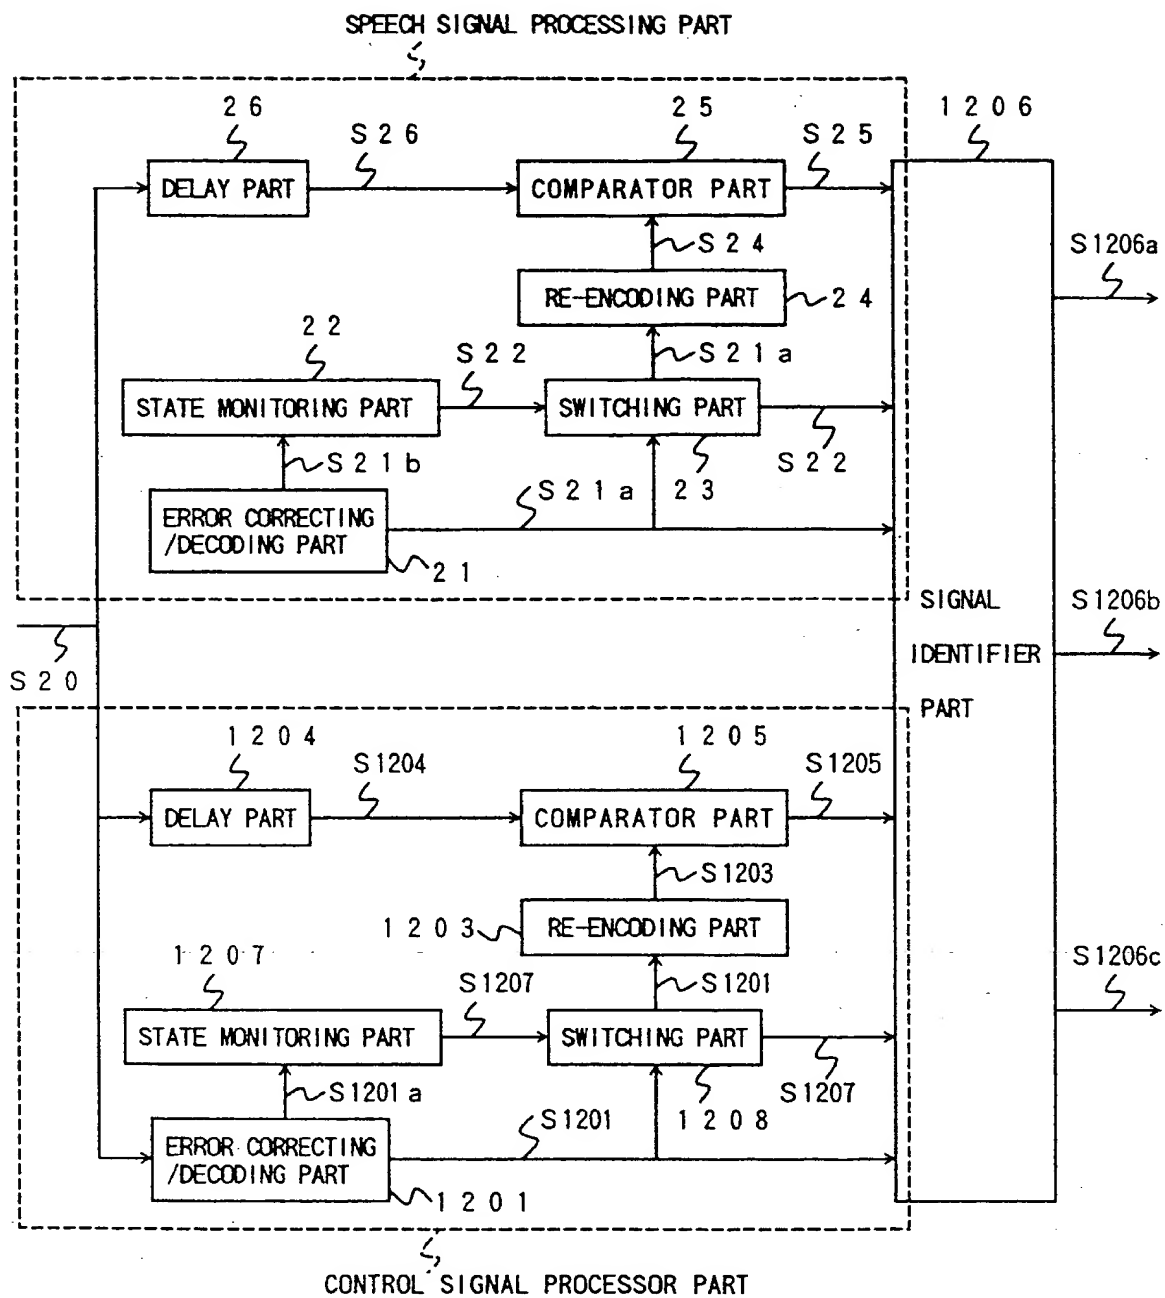 SPEECH SIGNAL PROCESSING PART
26
S26
25
S25
1206
DELAY PART
COMPARATOR PART
S24
S1206a
RE-ENCODING PART
24
22
S22
S21a
STATE MONITORING PART
SWITCHING PART
S21b
S22
S21a
23
ERROR CORRECTING
/DECODING PART
21
SIGNAL
IDENTIFIER
PART
S1206b
S20
1204
S1204
1205
S1205
DELAY PART
COMPARATOR PART
S1203
1203
RE-ENCODING PART
1207
S1207
S1201
S1206c
STATE MONITORING PART
SWITCHING PART
S1201a
S1207
S1201
1208
ERROR CORRECTING
/DECODING PART
1201
CONTROL SIGNAL PROCESSOR PART